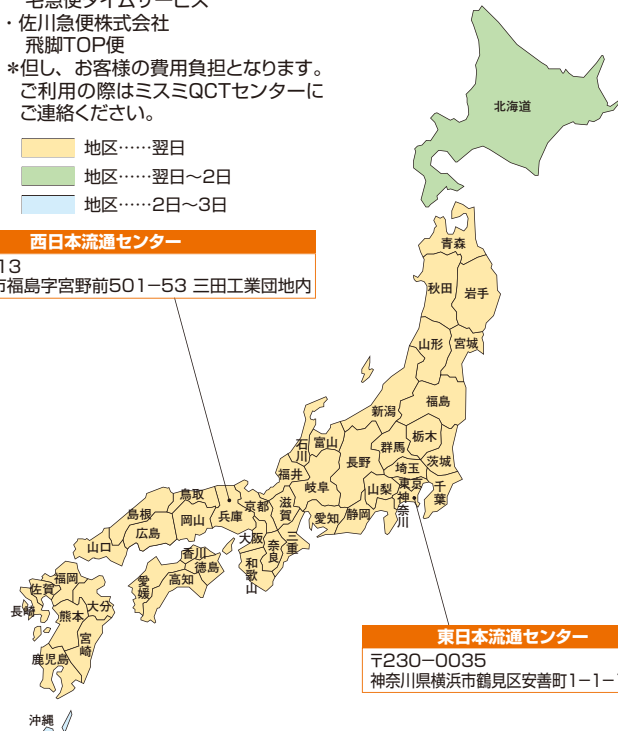 宅急便タイムサービス
・佐川急便株式会社
飛脚TOP便
*但し、お客様の費用負担となります。
ご利用の際はミスミQCTセンターに
ご連絡ください。
地区……翌日
地区……翌日〜2日
地区……2日〜3日
西日本流通センター
13
市福島字宮野前501−53 三田工業団地内
北海道
青森
秋田
岩手
山形
宮城
福島
新潟
栃木
群馬
茨城
石川
富山
長野
埼玉
福井
岐阜
山梨
東京
千葉
神奈川
鳥取
京都
滋賀
島根
岡山
兵庫
愛知
静岡
広島
大阪
奈良
三重
山口
香川
徳島
和歌山
福岡
愛媛
高知
佐賀
長崎
大分
熊本
宮崎
鹿児島
沖縄
東日本流通センター
〒230−0035
神奈川県横浜市鶴見区安善町1−1−